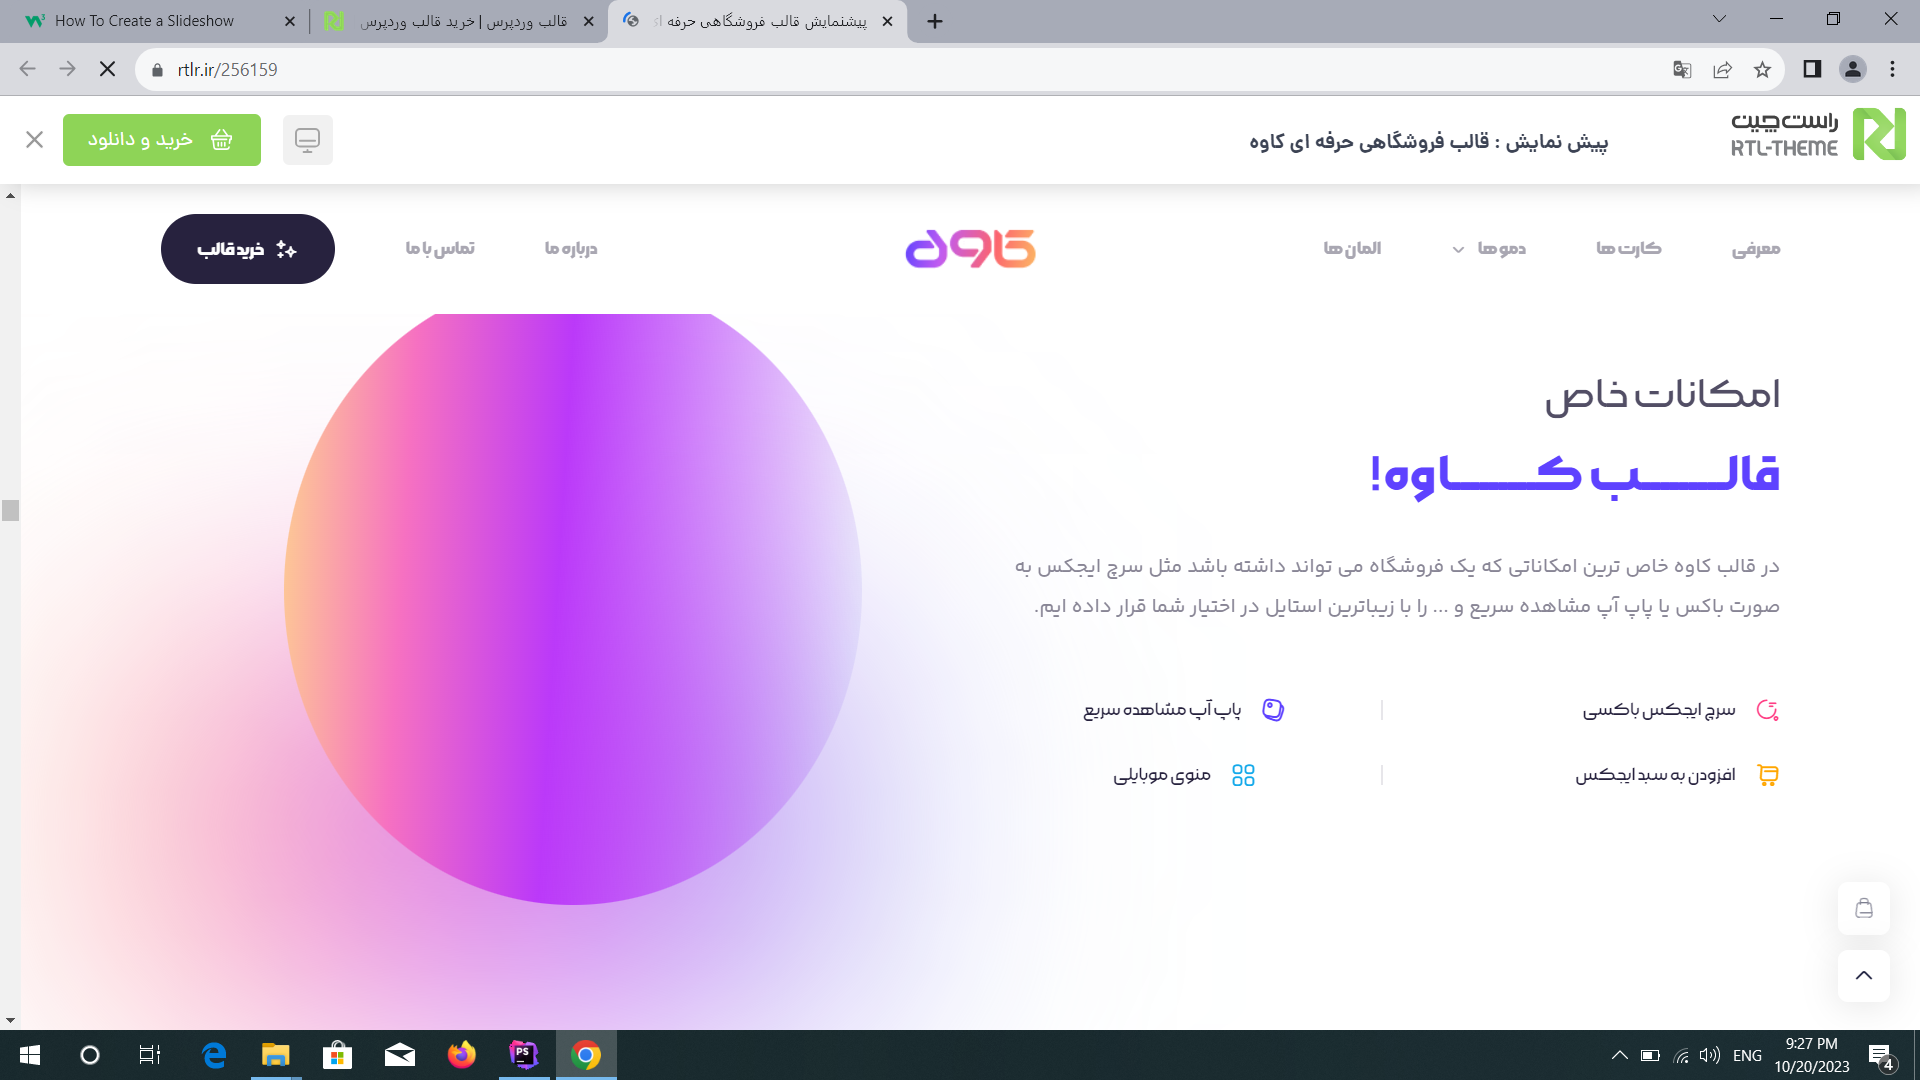 How To Create a Slideshow
قالب وردپرس | خرید قالب وردپرس
پیشنمایش قالب فروشگاهی حرفه ای
rtlr.ir/256159
راست‌چین
RTL-THEME
پیش نمایش : قالب فروشگاهی حرفه ای کاوه
خرید و دانلود
معرفی
کارت ها
دمو ها
المان ها
کاوه
درباره ما
تماس با ما
خرید قالب
امکانات خاص
قالـــــب کـــــاوه!
در قالب کاوه خاص ترین امکاناتی که یک فروشگاه می تواند داشته باشد مثل سرچ ایجکس به
صورت باکس یا پاپ آپ مشاهده سریع و ... را با زیباترین استایل در اختیار شما قرار داده ایم.
سرچ ایجکس باکسی
پاپ آپ مشاهده سریع
افزودن به سبد ایجکس
منوی موبایلی
PS
ENG
9:27 PM
10/20/2023
4